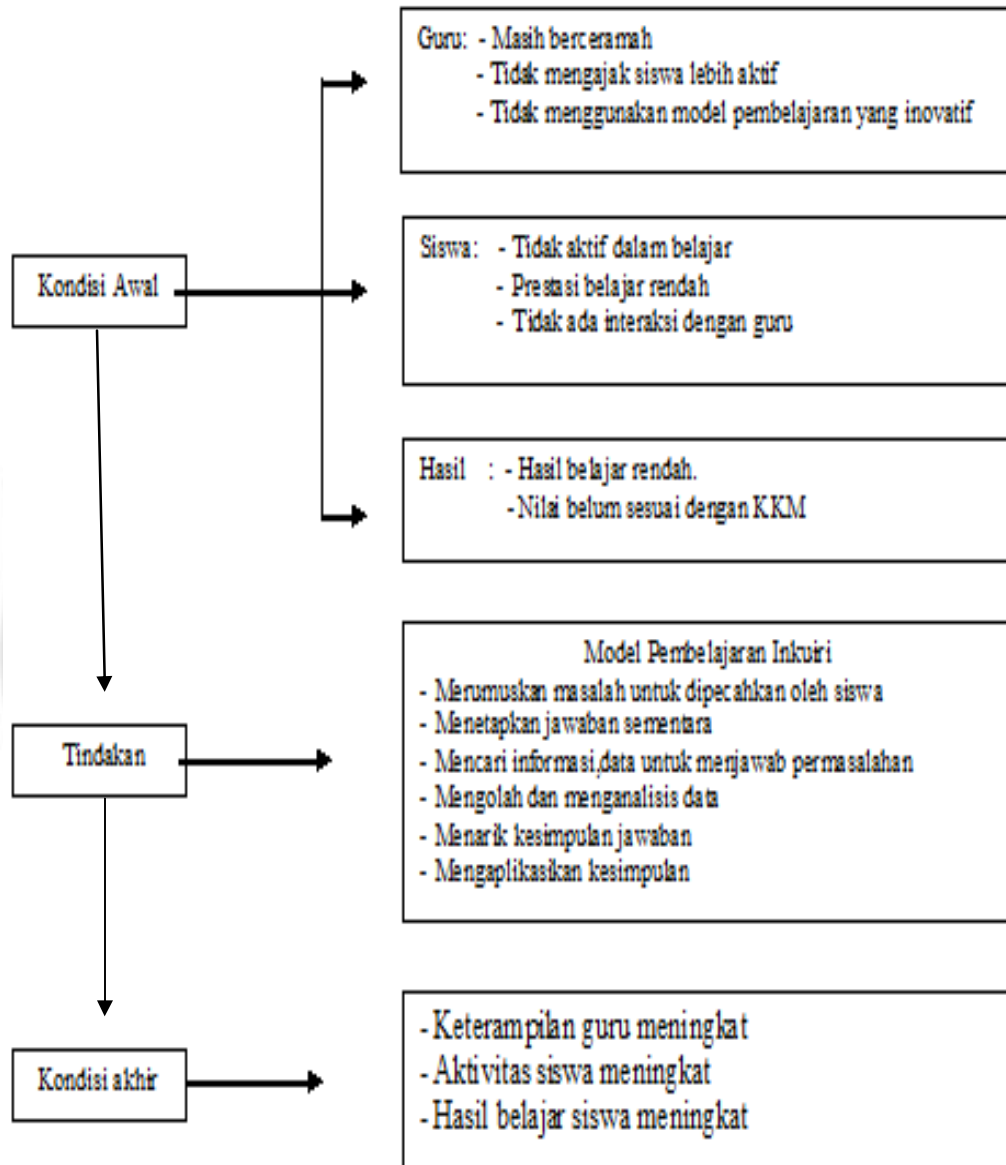 Guru: - Masih berceramah
- Tidak mengajak siswa lebih aktif
- Tidak menggunakan model pembelajaran yang inovatif
Kondisi Awal
Siswa: - Tidak aktif dalam belajar
- Prestasi belajar rendah
- Tidak ada interaksi dengan guru
Hasil : - Hasil belajar rendah.
- Nilai belum sesuai dengan KKM
Tindakan
Model Pembelajaran Inkuiri
- Merumuskan masalah untuk dipecahkan oleh siswa
- Menetapkan jawaban sementara
- Mencari informasi,data untuk menjawab permasalahan
- Mengolah dan menganalisis data
- Menarik kesimpulan jawaban
- Mengaplikasikan kesimpulan
Kondisi akhir
- Keterampilan guru meningkat
- Aktivitas siswa meningkat
- Hasil belajar siswa meningkat